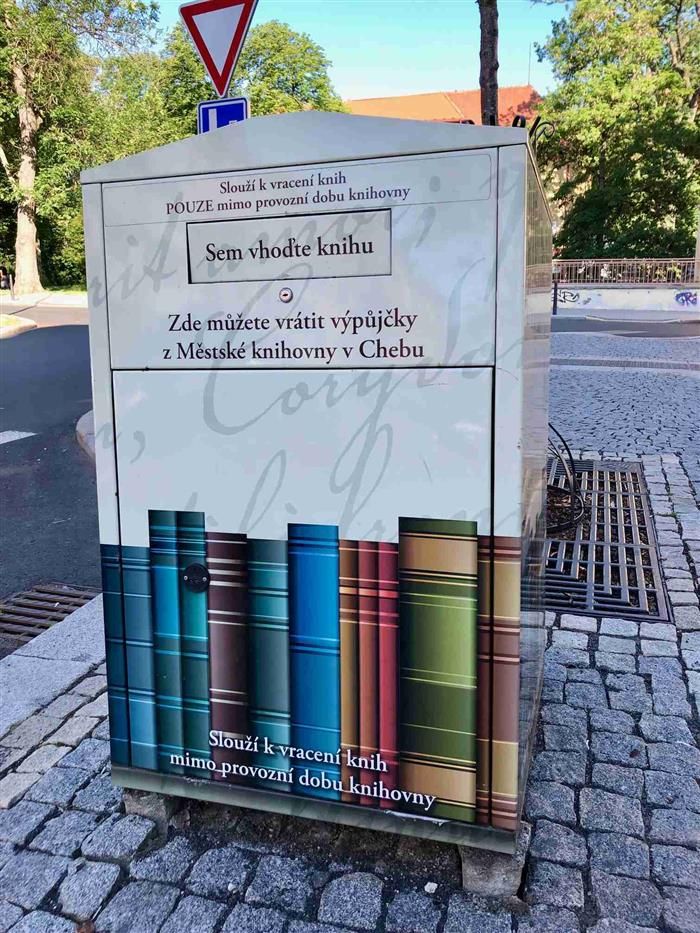 Slouží k vracení knih
POUZE mimo provozní dobu knihovny
Sem vhoďte knihu
Zde můžete vrátit výpůjčky
z Městské knihovny v Chebu
Slouží k vracení knih
mimo provozní dobu knihovny